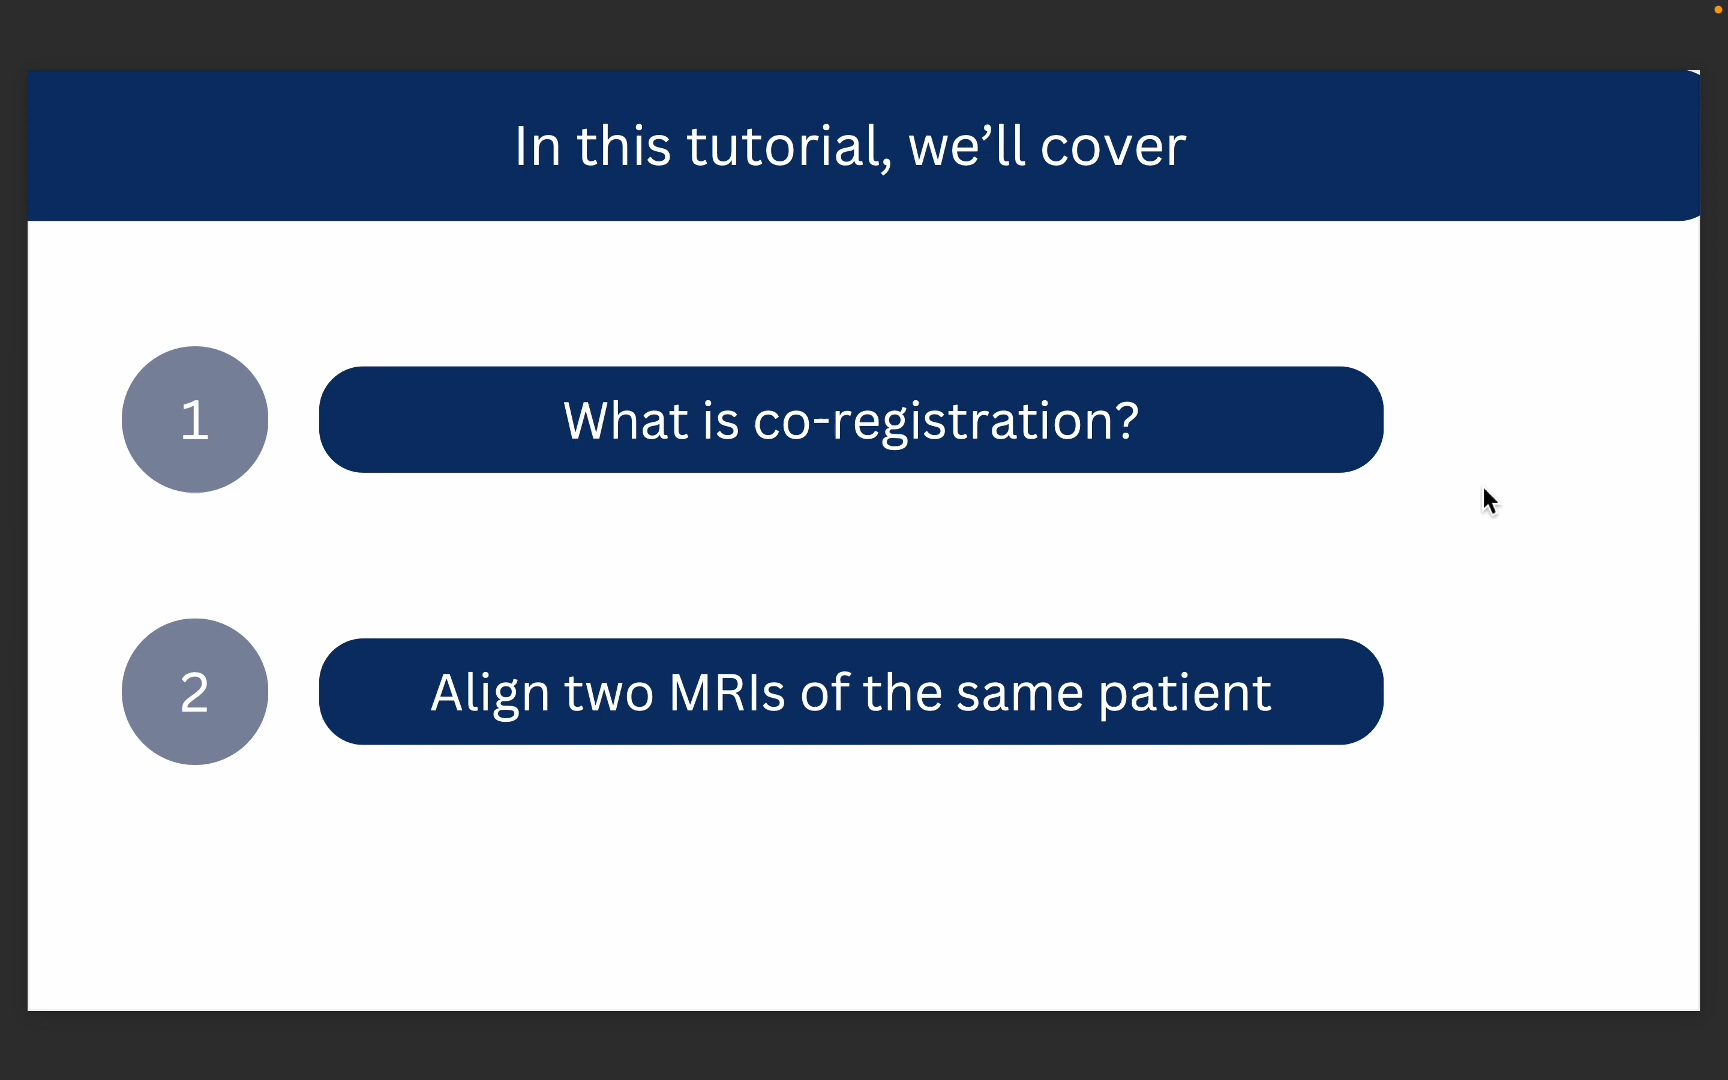 In this tutorial, we’ll cover
1
What is co-registration?
2
Align two MRIs of the same patient